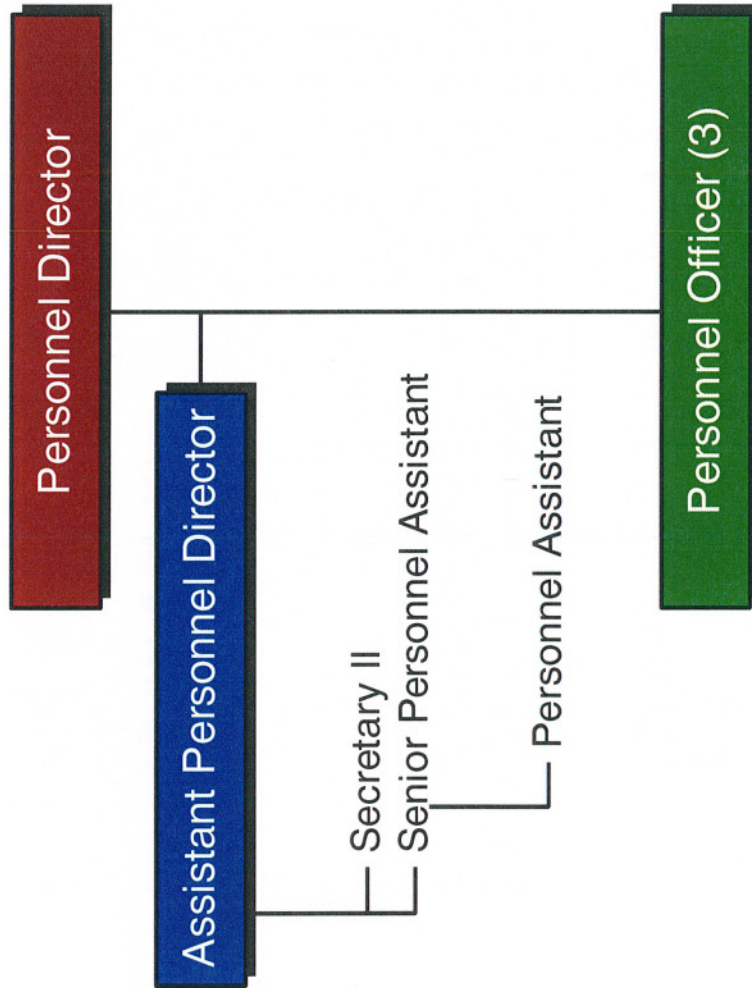 Personnel Director
Assistant Personnel Director
Secretary II
Senior Personnel Assistant
Personnel Assistant
Personnel Officer (3)